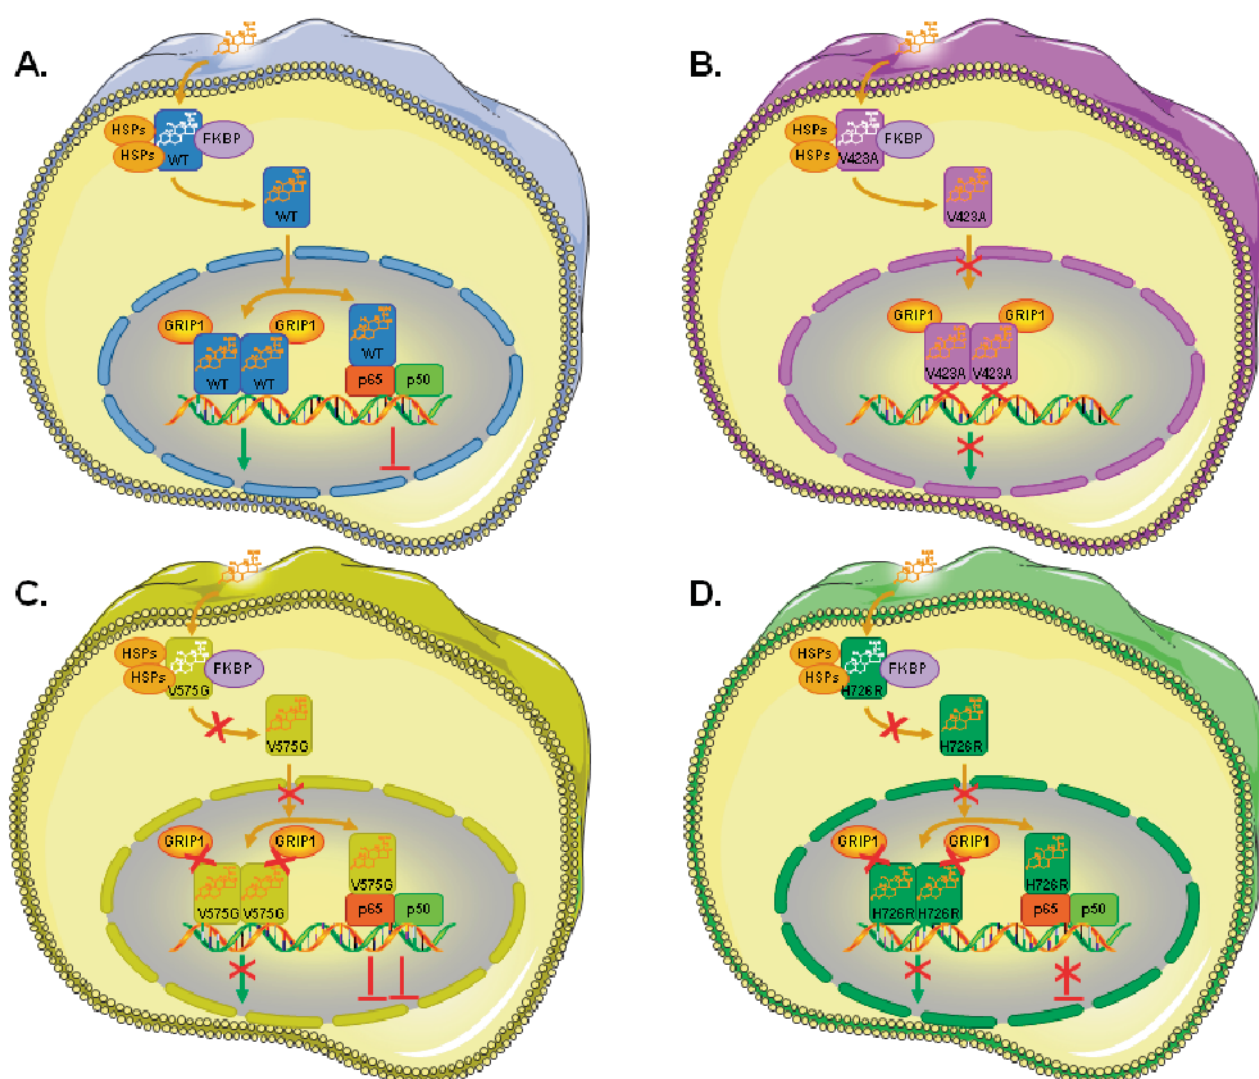 A.
HSPs
HSPs
WT
FKBP
WT
GRIP1
GRIP1
WT
WT
WT
p65
p50
B.
HSPs
HSPs
V423A
FKBP
V423A
GRIP1
GRIP1
V423A
V423A
C.
HSPs
HSPs
V575G
FKBP
V575G
GRIP1
GRIP1
V575G
V575G
V575G
p65
p50
D.
HSPs
HSPs
H726R
FKBP
H726R
GRIP1
GRIP1
H726R
H726R
H726R
p65
p50